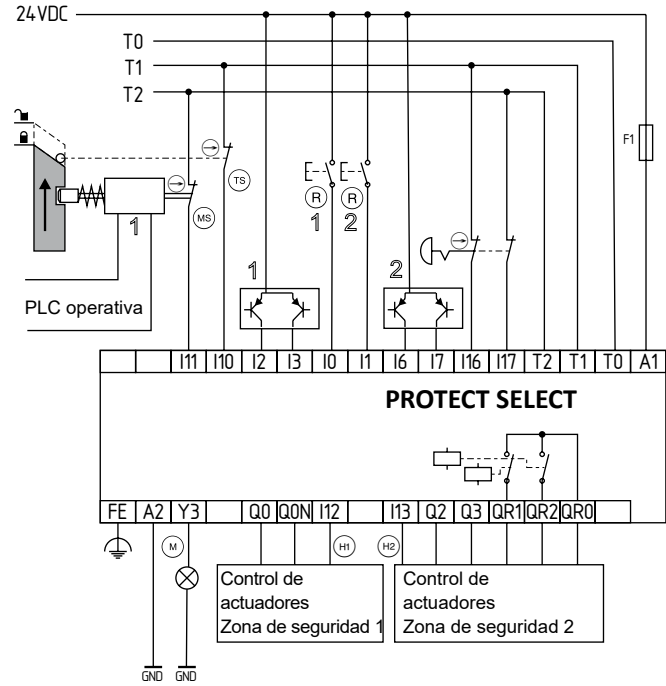 24VDC
T0
T1
T2
F1
TS
MS
R R
1 2
1
1
2
PLC operativa
I11 I10 I2 I3 I0 I1 I6 I7 I16 I17 T2 T1 T0 A1
PROTECT SELECT
FE A2 Y3 Q0 Q0N I12 I13 Q2 Q3 QR1 QR2 QR0
M H1 H2
Control de
actuadores
Zona de seguridad 1
Control de
actuadores
Zona de seguridad 2
GND GND